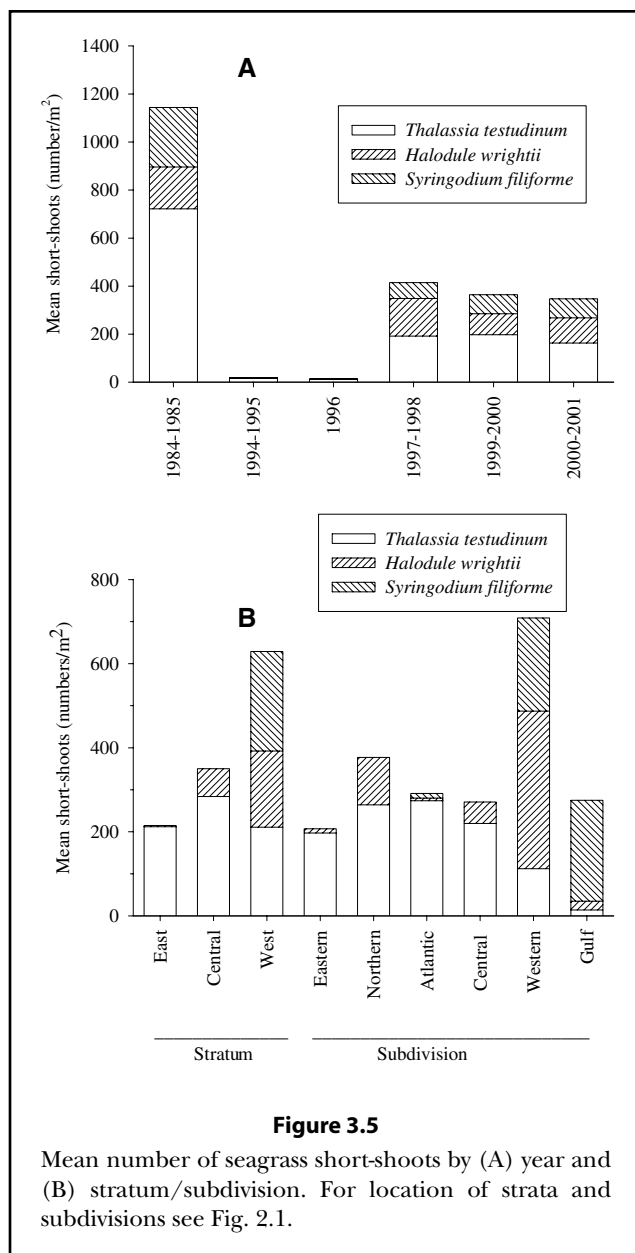 1400
1200
1000
800
600
400
200
0
Mean short-shoots (number/m²)
A
Thalassia testudinum
Halodule wrightii
Syringodium filiforme
1984-1985
1994-1995
1996
1997-1998
1999-2000
2000-2001
Thalassia testudinum
Halodule wrightii
Syringodium filiforme
800
600
400
200
0
Mean short-shoots (numbers/m²)
B
East
Central
West
Eastern
Northern
Atlantic
Central
Western
Gulf
Stratum Subdivision
Figure 3.5
Mean number of seagrass short-shoots by (A) year and
(B) stratum/subdivision. For location of strata and
subdivisions see Fig. 2.1.